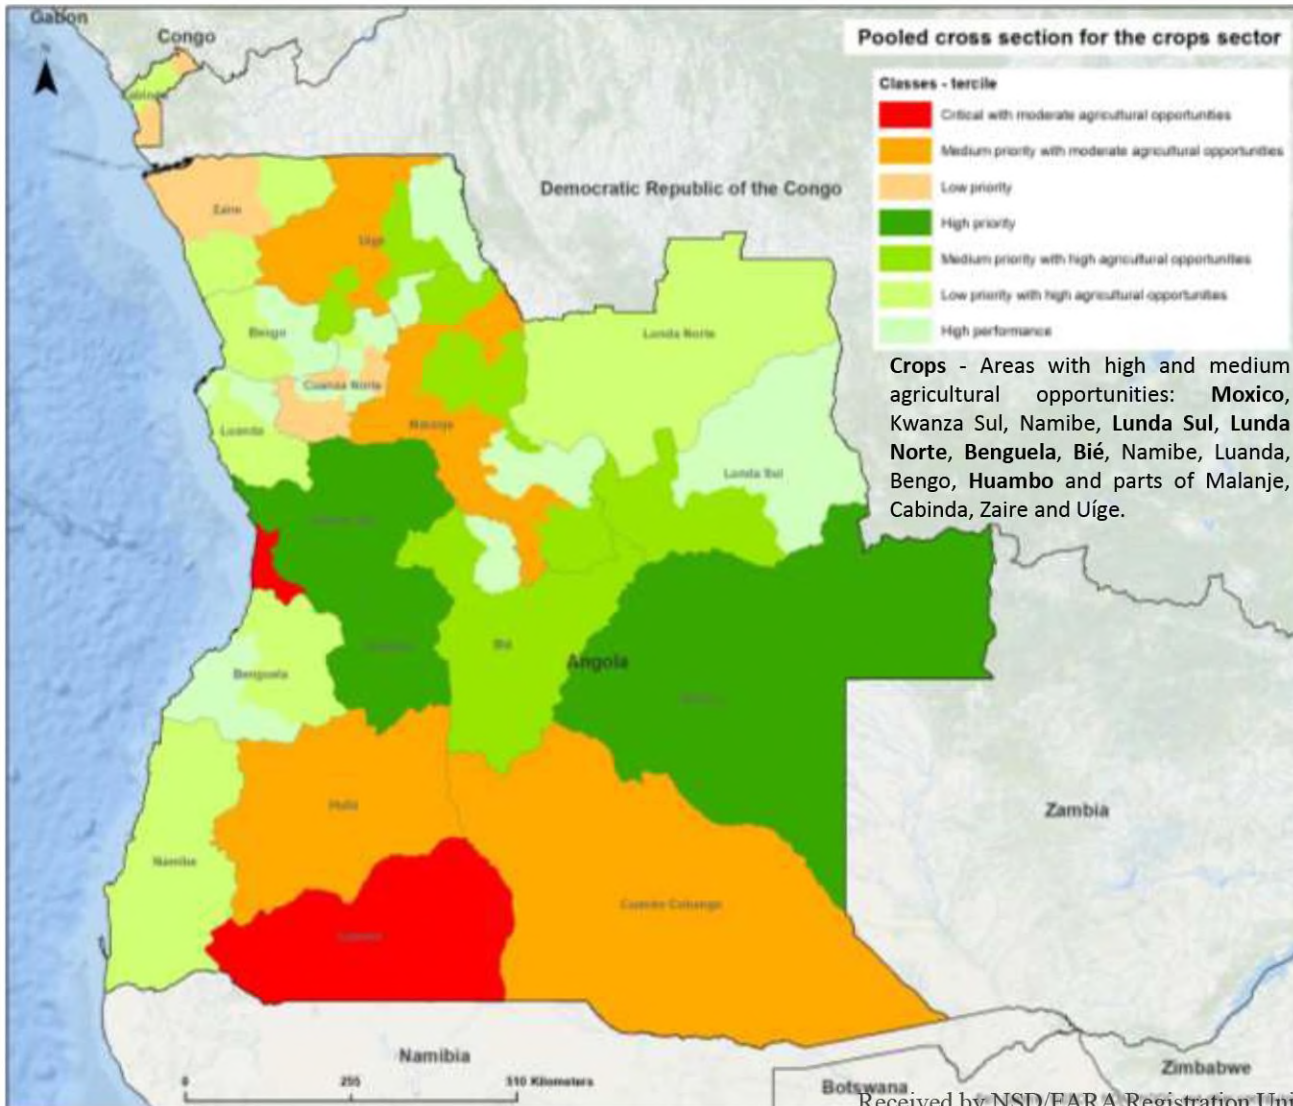 Gabon
Congo
N
Pooled cross section for the crops sector
Classes - tercile
Critical with moderate agricultural opportunities
Medium priority with moderate agricultural opportunities
Low priority
High priority
Medium priority with high agricultural opportunities
Low priority with high agricultural opportunities
High performance
Crops - Areas with high and medium
agricultural opportunities: Moxico,
Kwanza Sul, Namibe, Lunda Sul, Lunda
Norte, Benguela, Bié, Namibe, Luanda,
Bengo, Huambo and parts of Malanje,
Cabinda, Zaire and Uíge.
Cabinda
Democratic Republic of the Congo
Zaire
Uige
Bengo
Lunda Norte
Cuanza Norte
Luanda
Malanje
Lunda Sul
Bié
Angola
Benguela
Huila
Zambia
Namibe
Cuando Cubango
Cunene
Namibia
Zimbabwe
Botswana
0 255 510 Kilometers
Received by NSD/FARA Registration Uni